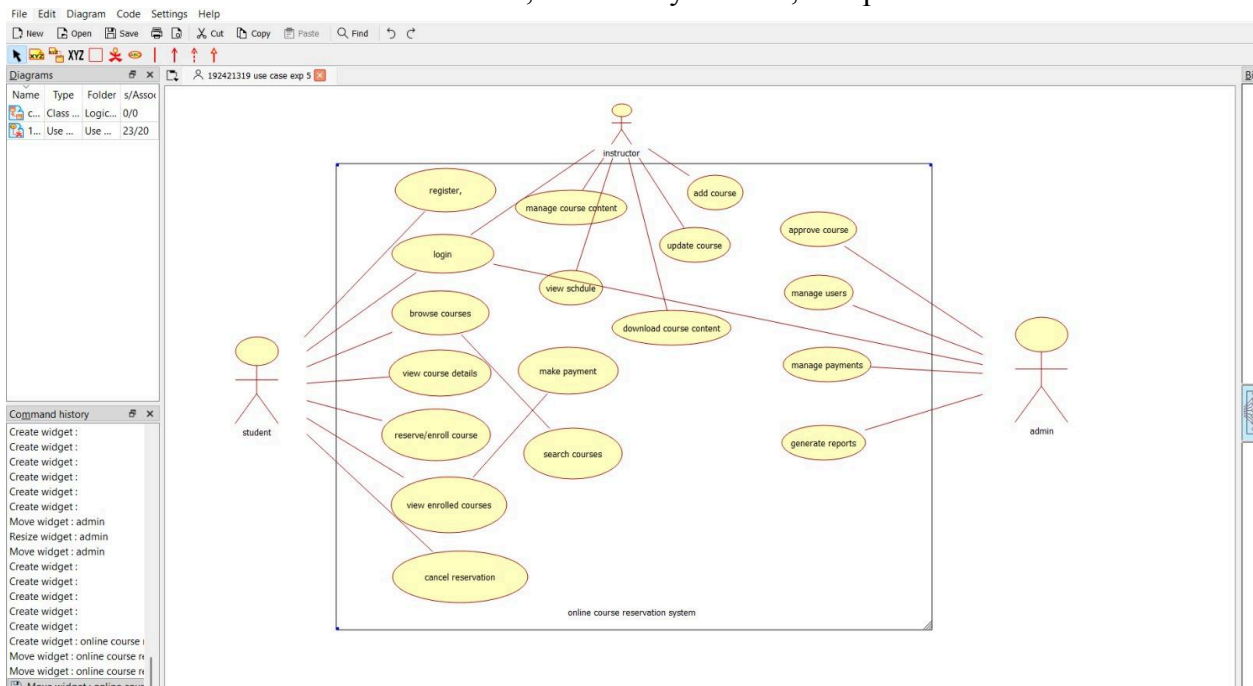 File Edit Diagram Code Settings Help
New Open Save Cut Copy Paste Find
XYZ XYZ
Diagrams
192421319 use case exp 5
Name Type Folder s/Assoc
c... Class ... Logic... 0/0
1... Use ... Use ... 23/20
instructor
register,
add course
manage course content
approve course
update course
login
view schdule
manage users
browse courses
download course content
make payment
manage payments
view course details
Command history
student
reserve/enroll course
admin
generate reports
search courses
view enrolled courses
cancel reservation
online course reservation system
Create widget :
Create widget :
Create widget :
Create widget :
Create widget :
Create widget :
Move widget : admin
Resize widget : admin
Move widget : admin
Create widget :
Create widget :
Create widget :
Create widget :
Create widget :
Create widget : online course
Move widget : online course re
Move widget : online course re
Move widget : online